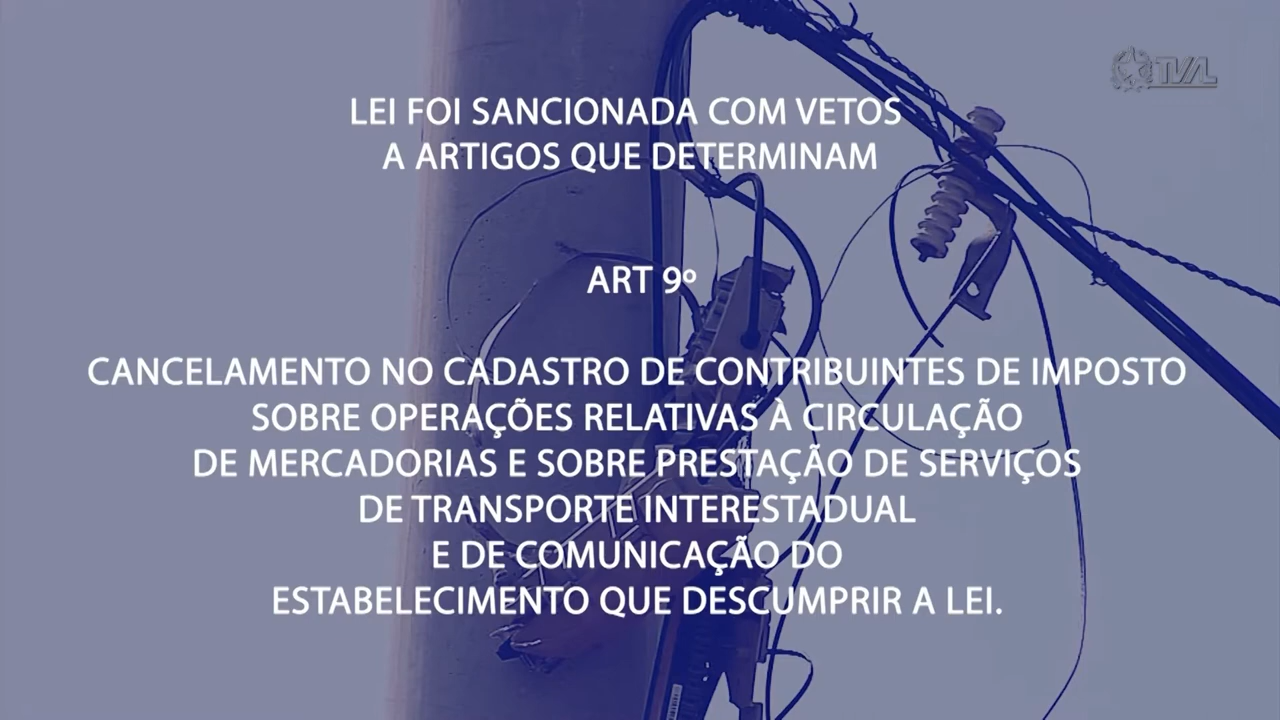 TVAL
LEI FOI SANCIONADA COM VETOS
A ARTIGOS QUE DETERMINAM
ART 9º
CANCELAMENTO NO CADASTRO DE CONTRIBUINTES DE IMPOSTO
SOBRE OPERAÇÕES RELATIVAS À CIRCULAÇÃO
DE MERCADORIAS E SOBRE PRESTAÇÃO DE SERVIÇOS
DE TRANSPORTE INTERESTADUAL
E DE COMUNICAÇÃO DO
ESTABELECIMENTO QUE DESCUMPRIR A LEI.